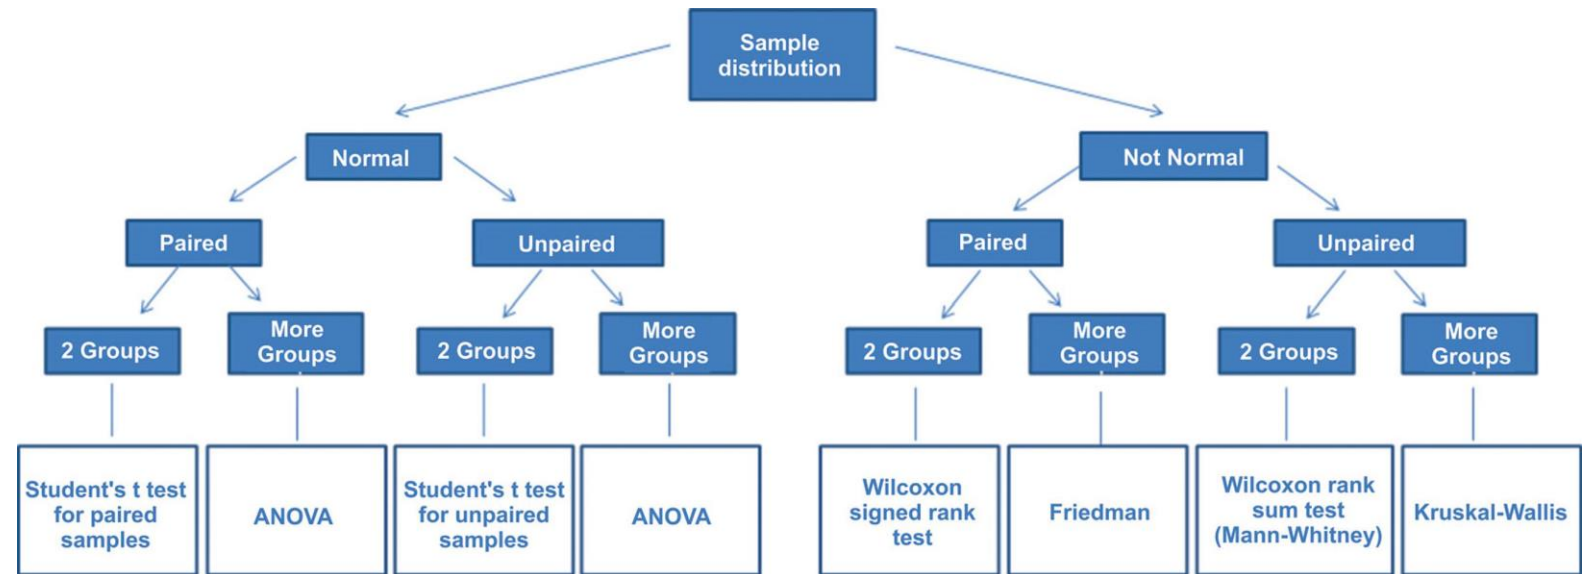 Sample
distribution
Normal
Not Normal
Paired
Unpaired
Paired
Unpaired
2 Groups
More
Groups
2 Groups
More
Groups
2 Groups
More
Groups
2 Groups
More
Groups
Student's t test
for paired
samples
ANOVA
Student's t test
for unpaired
samples
ANOVA
Wilcoxon
signed rank
test
Friedman
Wilcoxon rank
sum test
(Mann-Whitney)
Kruskal-Wallis